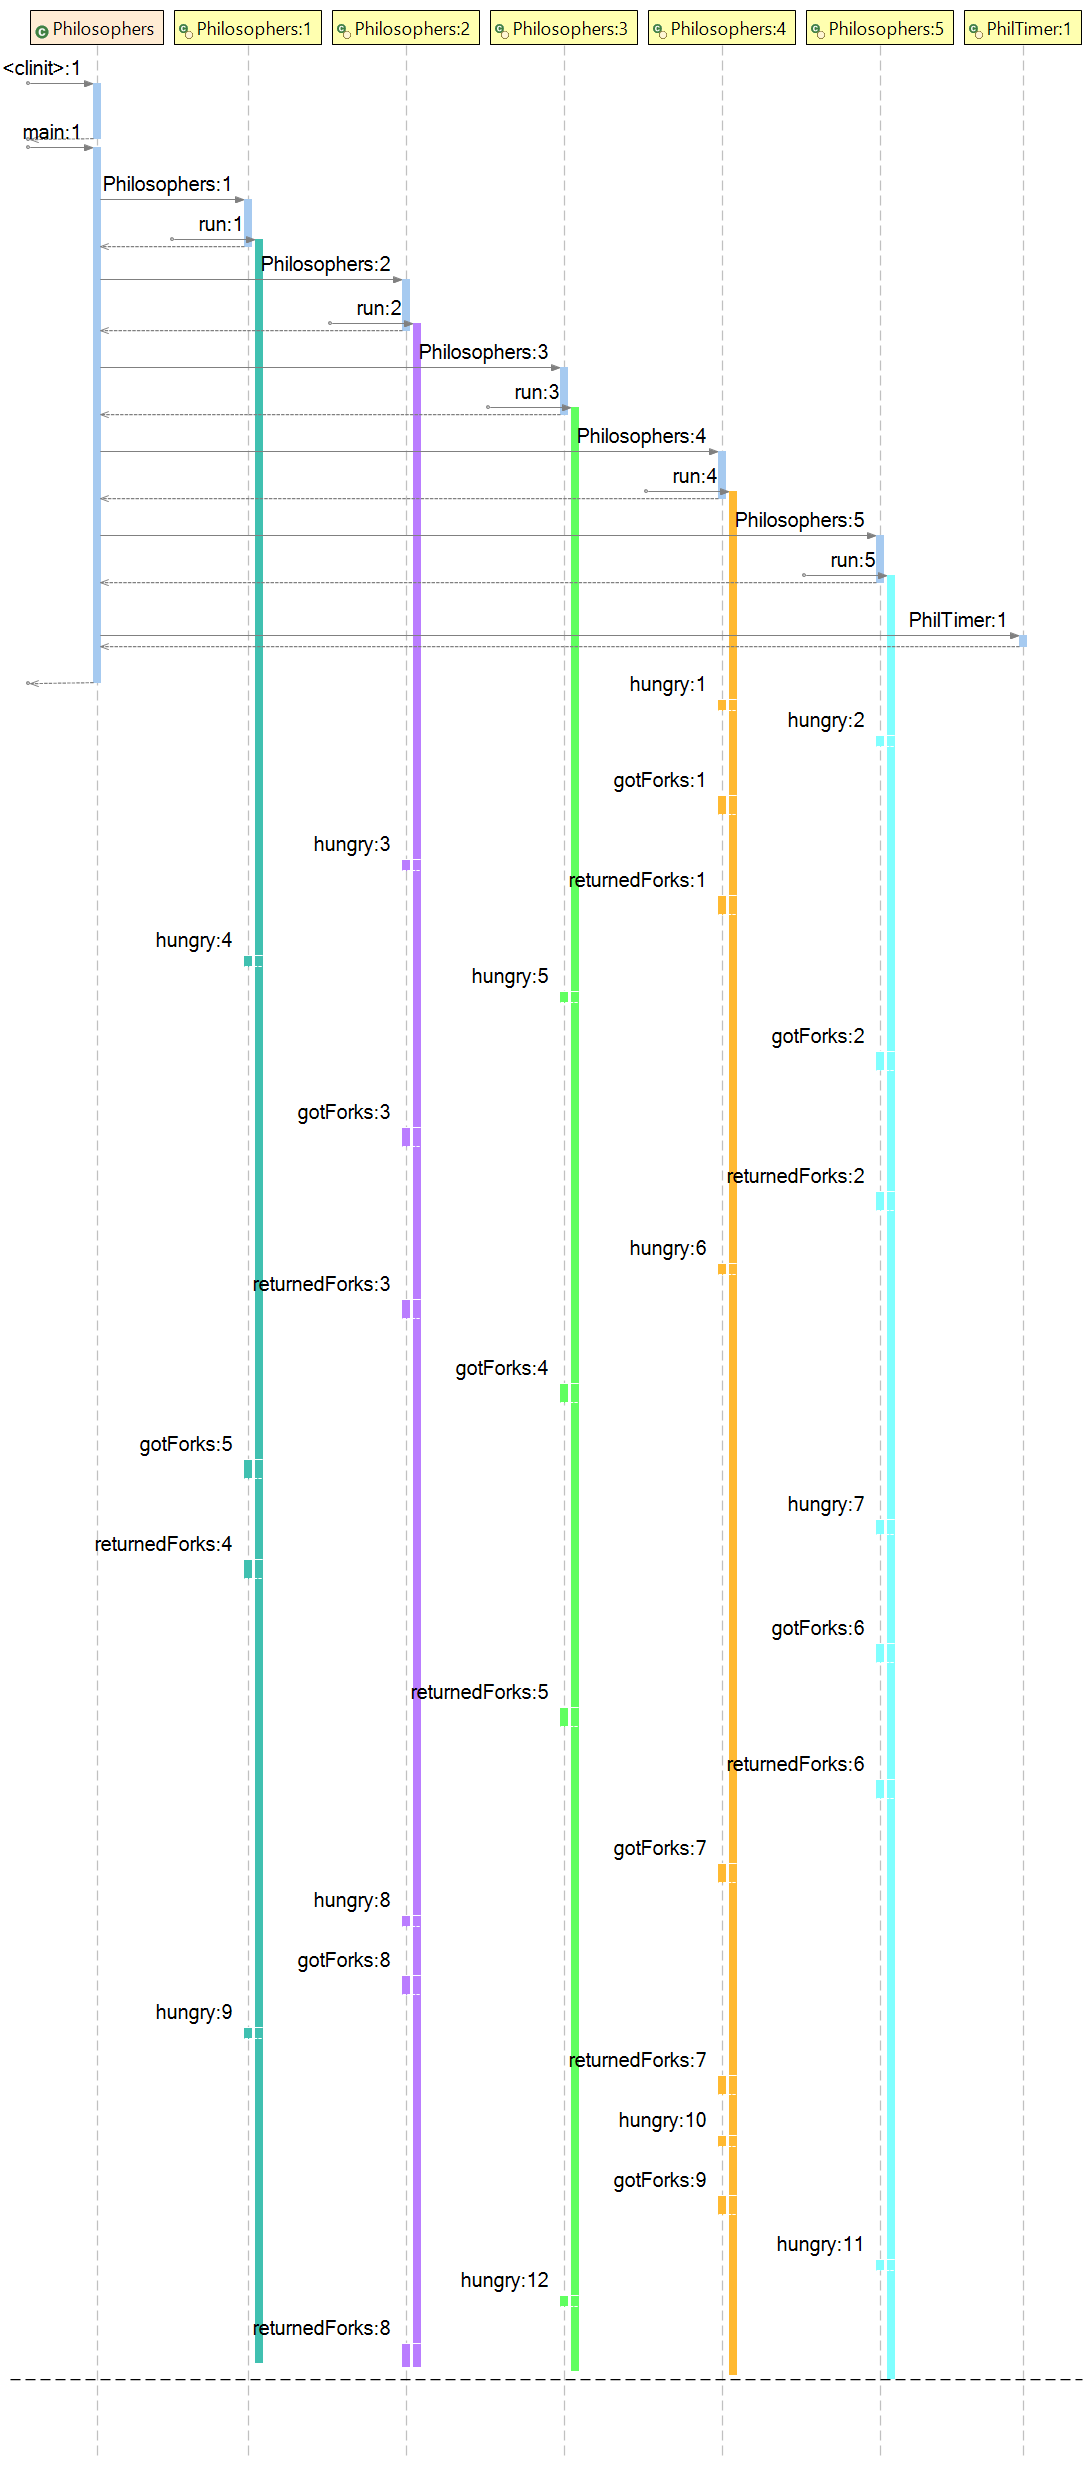 Philosophers
Philosophers:1
Philosophers:2
Philosophers:3
Philosophers:4
Philosophers:5
PhilTimer:1
<clinit>:1
main:1
Philosophers:1
run:1
Philosophers:2
run:2
Philosophers:3
run:3
Philosophers:4
run:4
Philosophers:5
run:5
PhilTimer:1
hungry:1
hungry:2
gotForks:1
hungry:3
returnedForks:1
hungry:4
hungry:5
gotForks:2
gotForks:3
returnedForks:2
hungry:6
returnedForks:3
gotForks:4
gotForks:5
hungry:7
returnedForks:4
gotForks:6
returnedForks:5
returnedForks:6
gotForks:7
hungry:8
gotForks:8
hungry:9
returnedForks:7
hungry:10
gotForks:9
hungry:11
hungry:12
returnedForks:8